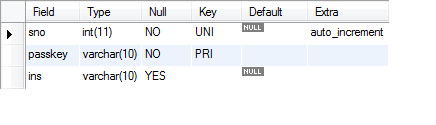 Field Type Null Key Default Extra
sno int(11) NO UNI NULL auto_increment
passkey varchar(10) NO PRI
ins varchar(10) YES NULL